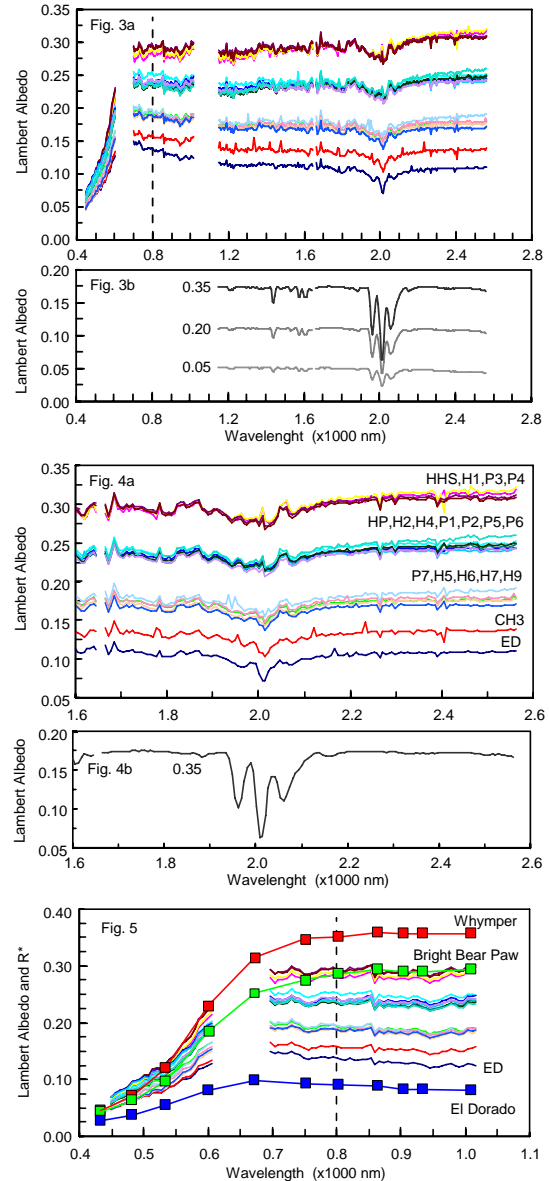 Fig. 3a
Lambert Albedo
0.35
0.30
0.25
0.20
0.15
0.10
0.05
0.00
0.4 0.8 1.2 1.6 2.0 2.4 2.8
Fig. 3b
Lambert Albedo
0.20
0.15
0.10
0.05
0.00
0.35
0.20
0.05
0.4 0.8 1.2 1.6 2.0 2.4 2.8
Wavelenght (x1000 nm)
Fig. 4a
Lambert Albedo
0.35
0.30
0.25
0.20
0.15
0.10
0.05
HHS,H1,P3,P4
HP,H2,H4,P1,P2,P5,P6
P7,H5,H6,H7,H9
CH3
ED
1.6 1.8 2.0 2.2 2.4 2.6
Fig. 4b
0.35
Lambert Albedo
0.20
0.15
0.10
0.05
1.6 1.8 2.0 2.2 2.4 2.6
Wavelenght (x1000 nm)
Fig. 5
Lambert Albedo and R*
0.40
0.30
0.20
0.10
0.00
Whymper
Bright Bear Paw
ED
El Dorado
0.4 0.5 0.6 0.7 0.8 0.9 1.0 1.1
Wavelength (x1000 nm)